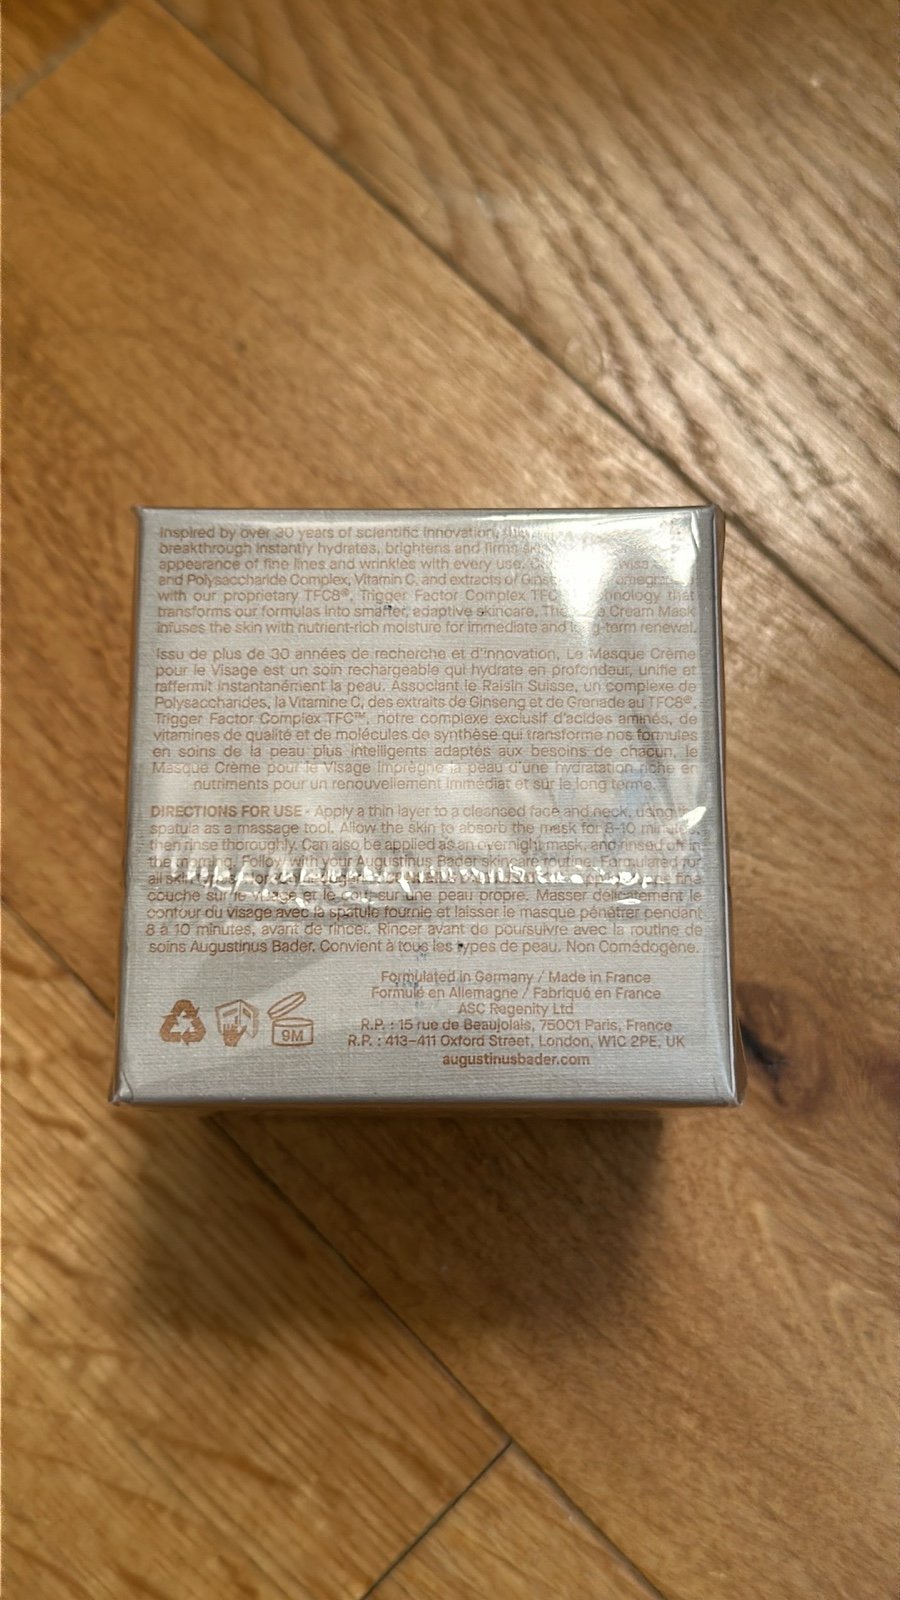 Inspired by over 30 years of scientific innovation,
breakthrough instantly hydrates, brightens and firms
appearance of fine lines and wrinkles with every use.
and Polysaccharide Complex, Vitamin C, and extracts of
with our proprietary TFC8®, Trigger Factor Complex that
transforms our formulas into smarter, adaptive skincare. Cream Mask
infuses the skin with nutrient-rich moisture for immediate and long-term renewal.
Issu de plus de 30 années de recherche et d'innovation, Le Masque Crème
pour le Visage est un soin rechargeable qui hydrate en profondeur, unifie et
raffermit instantanément la peau. Associant le Raisin Suisse, un complexe de
Polysaccharides, la Vitamine C, des extraits de Ginseng et de Grenade au TFC8®,
Trigger Factor Complex TFC™, notre complexe exclusif d'acides aminés, de
vitamines de qualité et de molécules de synthèse qui transforme nos formules
en soins de la peau plus intelligents adaptés aux besoins de chacun, le
Masque Crème pour le Visage imprègne la peau d'une hydratation riche en
nutriments pour un renouvellement immédiat et sur le long terme.
DIRECTIONS FOR USE - Apply a thin layer to a cleansed face and neck, using the
spatula as a massage tool. Allow the skin to absorb the mask for 8-10 minutes,
then rinse thoroughly. Can also be applied as an overnight mask, and rinsed off in
the morning. Follow with your Augustinus Bader skincare routine. Formulated for
all skin fine
couche sur le visage et le cou sur une peau propre. Masser délicatement le
contour du visage avec la spatule fournie et laisser le masque pénétrer pendant
8 à 10 minutes, avant de rincer. Rincer avant de poursuivre avec la routine de
soins Augustinus Bader. Convient à tous les types de peau. Non Comédogène.
Formulated in Germany / Made in France
Formulé en Allemagne / Fabriqué en France
ASC Regenity Ltd
R.P. : 15 rue de Beaujolais, 75001 Paris, France
R.P. : 413-411 Oxford Street, London, W1C 2PE, UK
augustinusbader.com
9M